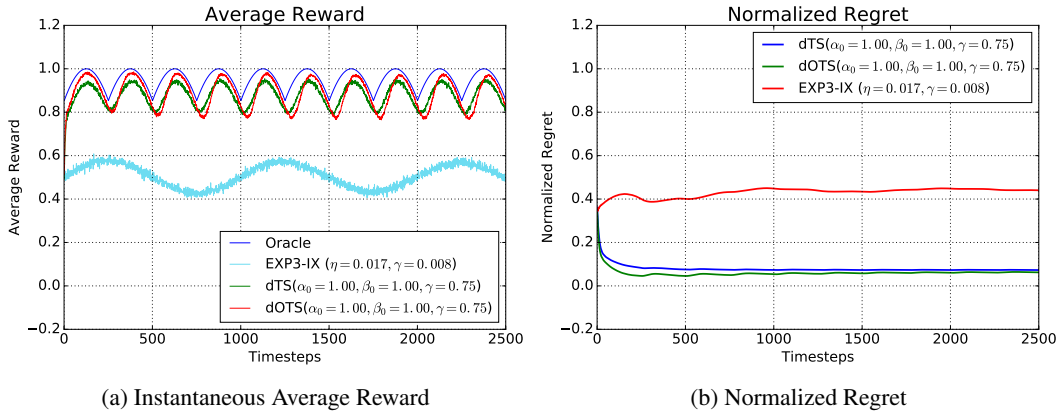 Average Reward
1.2
1.0
0.8
0.6
0.4
0.2
0.0
−0.2
Average Reward
Oracle
EXP3-IX (η = 0.017, γ = 0.008)
dTS(α₀ = 1.00, β₀ = 1.00, γ = 0.75)
dOTS(α₀ = 1.00, β₀ = 1.00, γ = 0.75)
0 500 1000 1500 2000 2500
Timesteps
(a) Instantaneous Average Reward
Normalized Regret
1.2
1.0
0.8
0.6
0.4
0.2
0.0
−0.2
Normalized Regret
dTS(α₀ = 1.00, β₀ = 1.00, γ = 0.75)
dOTS(α₀ = 1.00, β₀ = 1.00, γ = 0.75)
EXP3-IX (η = 0.017, γ = 0.008)
0 500 1000 1500 2000 2500
Timesteps
(b) Normalized Regret